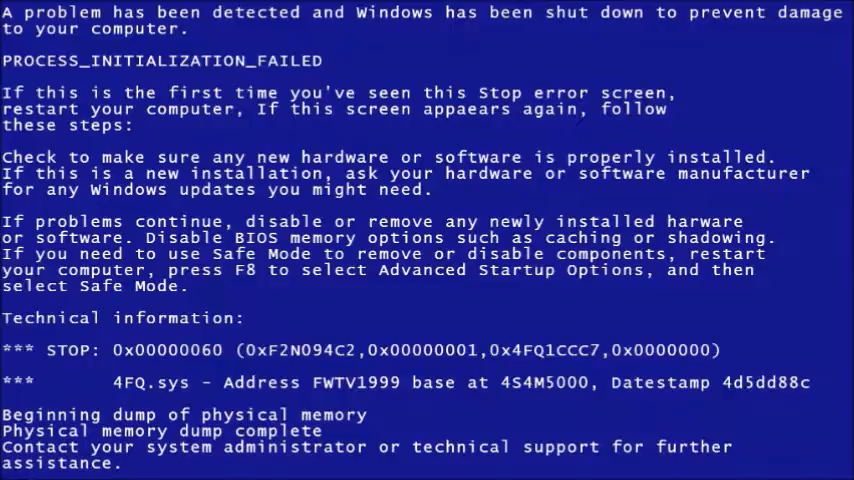 A problem has been detected and Windows has been shut down to prevent damage
to your computer.
PROCESS_INITIALIZATION_FAILED
If this is the first time you've seen this Stop error screen,
restart your computer, If this screen appaears again, follow
these steps:
Check to make sure any new hardware or software is properly installed.
If this is a new installation, ask your hardware or software manufacturer
for any Windows updates you might need.
If problems continue, disable or remove any newly installed harware
or software. Disable BIOS memory options such as caching or shadowing.
If you need to use Safe Mode to remove or disable components, restart
your computer, press F8 to select Advanced Startup Options, and then
select Safe Mode.
Technical information:
*** STOP: 0x00000060 (0xF2N094C2,0x00000001,0x4FQ1CCC7,0x0000000)
*** 4FQ.sys - Address FWTV1999 base at 4S4M5000, Datestamp 4d5dd88c
Beginning dump of physical memory
Physical memory dump complete
Contact your system administrator or technical support for further
assistance.